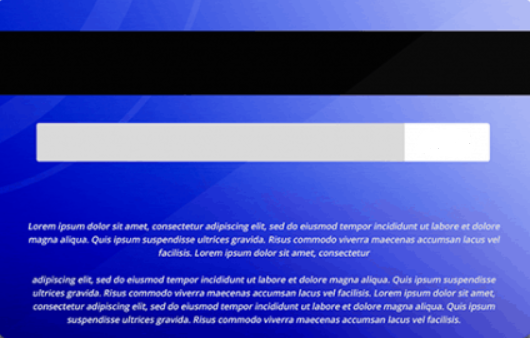 Lorem ipsum dolor sit amet, consectetur adipiscing elit, sed do eiusmod tempor incididunt ut labore et dolore
magna aliqua. Quis ipsum suspendisse ultrices gravida. Risus commodo viverra maecenas accumsan lacus vel
facilisis. Lorem ipsum dolor sit amet, consectetur
adipiscing elit, sed do eiusmod tempor incididunt ut labore et dolore magna aliqua. Quis ipsum suspendisse
ultrices gravida. Risus commodo viverra maecenas accumsan lacus vel facilisis. Lorem ipsum dolor sit amet,
consectetur adipiscing elit, sed do eiusmod tempor incididunt ut labore et dolore magna aliqua. Quis ipsum
suspendisse ultrices gravida. Risus commodo viverra maecenas accumsan lacus vel facilisis.